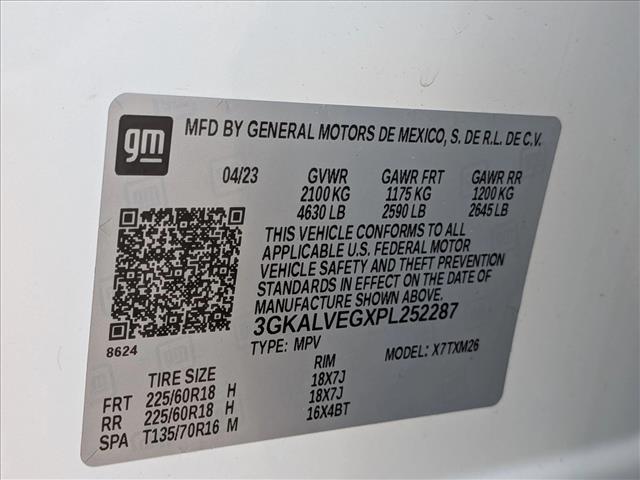 gm MFD BY GENERAL MOTORS DE MEXICO, S. DE R.L. DE C.V.
04/23 GVWR GAWR FRT GAWR RR
2100 KG 1175 KG 1200 KG
4630 LB 2590 LB 2645 LB
THIS VEHICLE CONFORMS TO ALL
APPLICABLE U.S. FEDERAL MOTOR
VEHICLE SAFETY AND THEFT PREVENTION
STANDARDS IN EFFECT ON THE DATE OF
MANUFACTURE SHOWN ABOVE.
3GKALVEGXPL252287
8624 TYPE: MPV MODEL: X7TXM26
TIRE SIZE RIM
FRT 225/60R18 H 18X7J
RR 225/60R18 H 18X7J
SPA T135/70R16 M 16X4BT